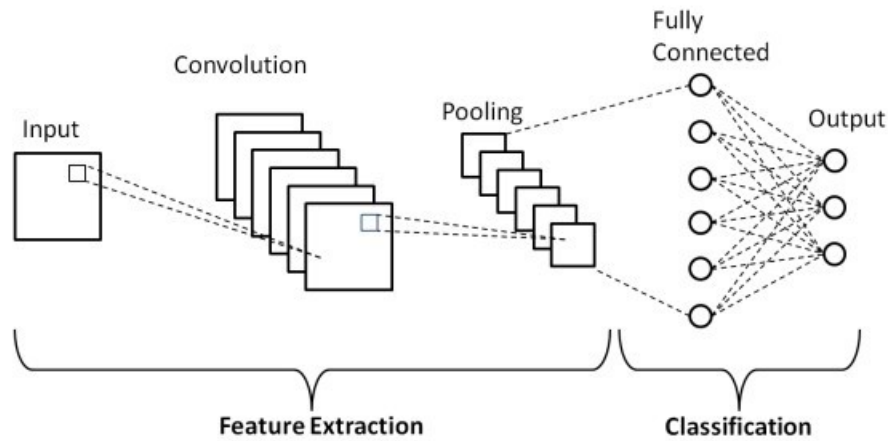 Input
Convolution
Pooling
Fully
Connected
Output
Feature Extraction
Classification